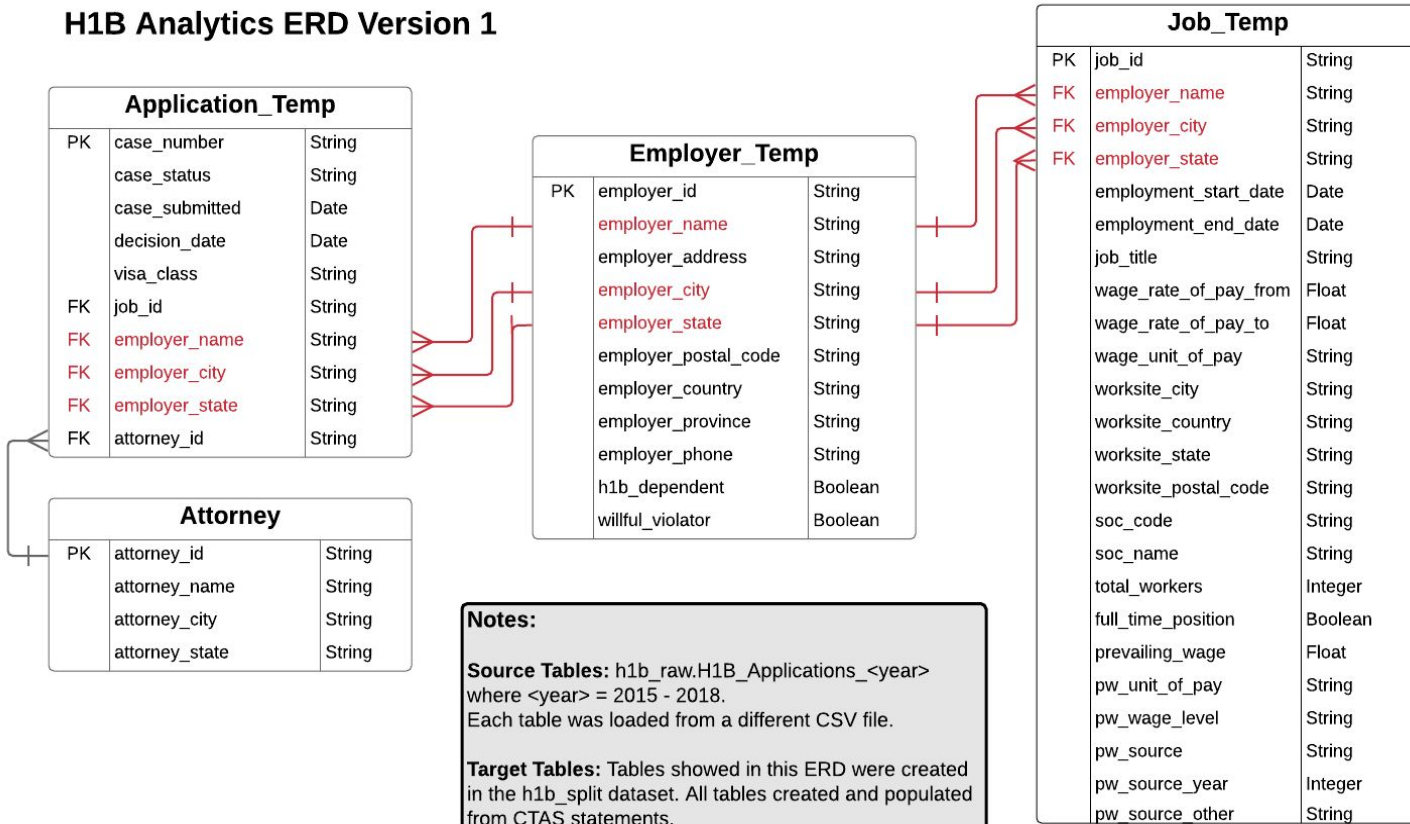 H1B Analytics ERD Version 1
Application_Temp
PK case_number String
case_status String
case_submitted Date
decision_date Date
visa_class String
FK job_id String
FK employer_name String
FK employer_city String
FK employer_state String
FK attorney_id String
Attorney
PK attorney_id String
attorney_name String
attorney_city String
attorney_state String
Employer_Temp
PK employer_id String
employer_name String
employer_address String
employer_city String
employer_state String
employer_postal_code String
employer_country String
employer_province String
employer_phone String
h1b_dependent Boolean
willful_violator Boolean
Notes:
Source Tables: h1b_raw.H1B_Applications_<year>
where <year> = 2015 - 2018.
Each table was loaded from a different CSV file.
Target Tables: Tables showed in this ERD were created
in the h1b_split dataset. All tables created and populated
from CTAS statements.
Job_Temp
PK job_id String
FK employer_name String
FK employer_city String
FK employer_state String
employment_start_date Date
employment_end_date Date
job_title String
wage_rate_of_pay_from Float
wage_rate_of_pay_to Float
wage_unit_of_pay String
worksite_city String
worksite_country String
worksite_state String
worksite_postal_code String
soc_code String
soc_name String
total_workers Integer
full_time_position Boolean
prevailing_wage Float
pw_unit_of_pay String
pw_wage_level String
pw_source String
pw_source_year Integer
pw_source_other String